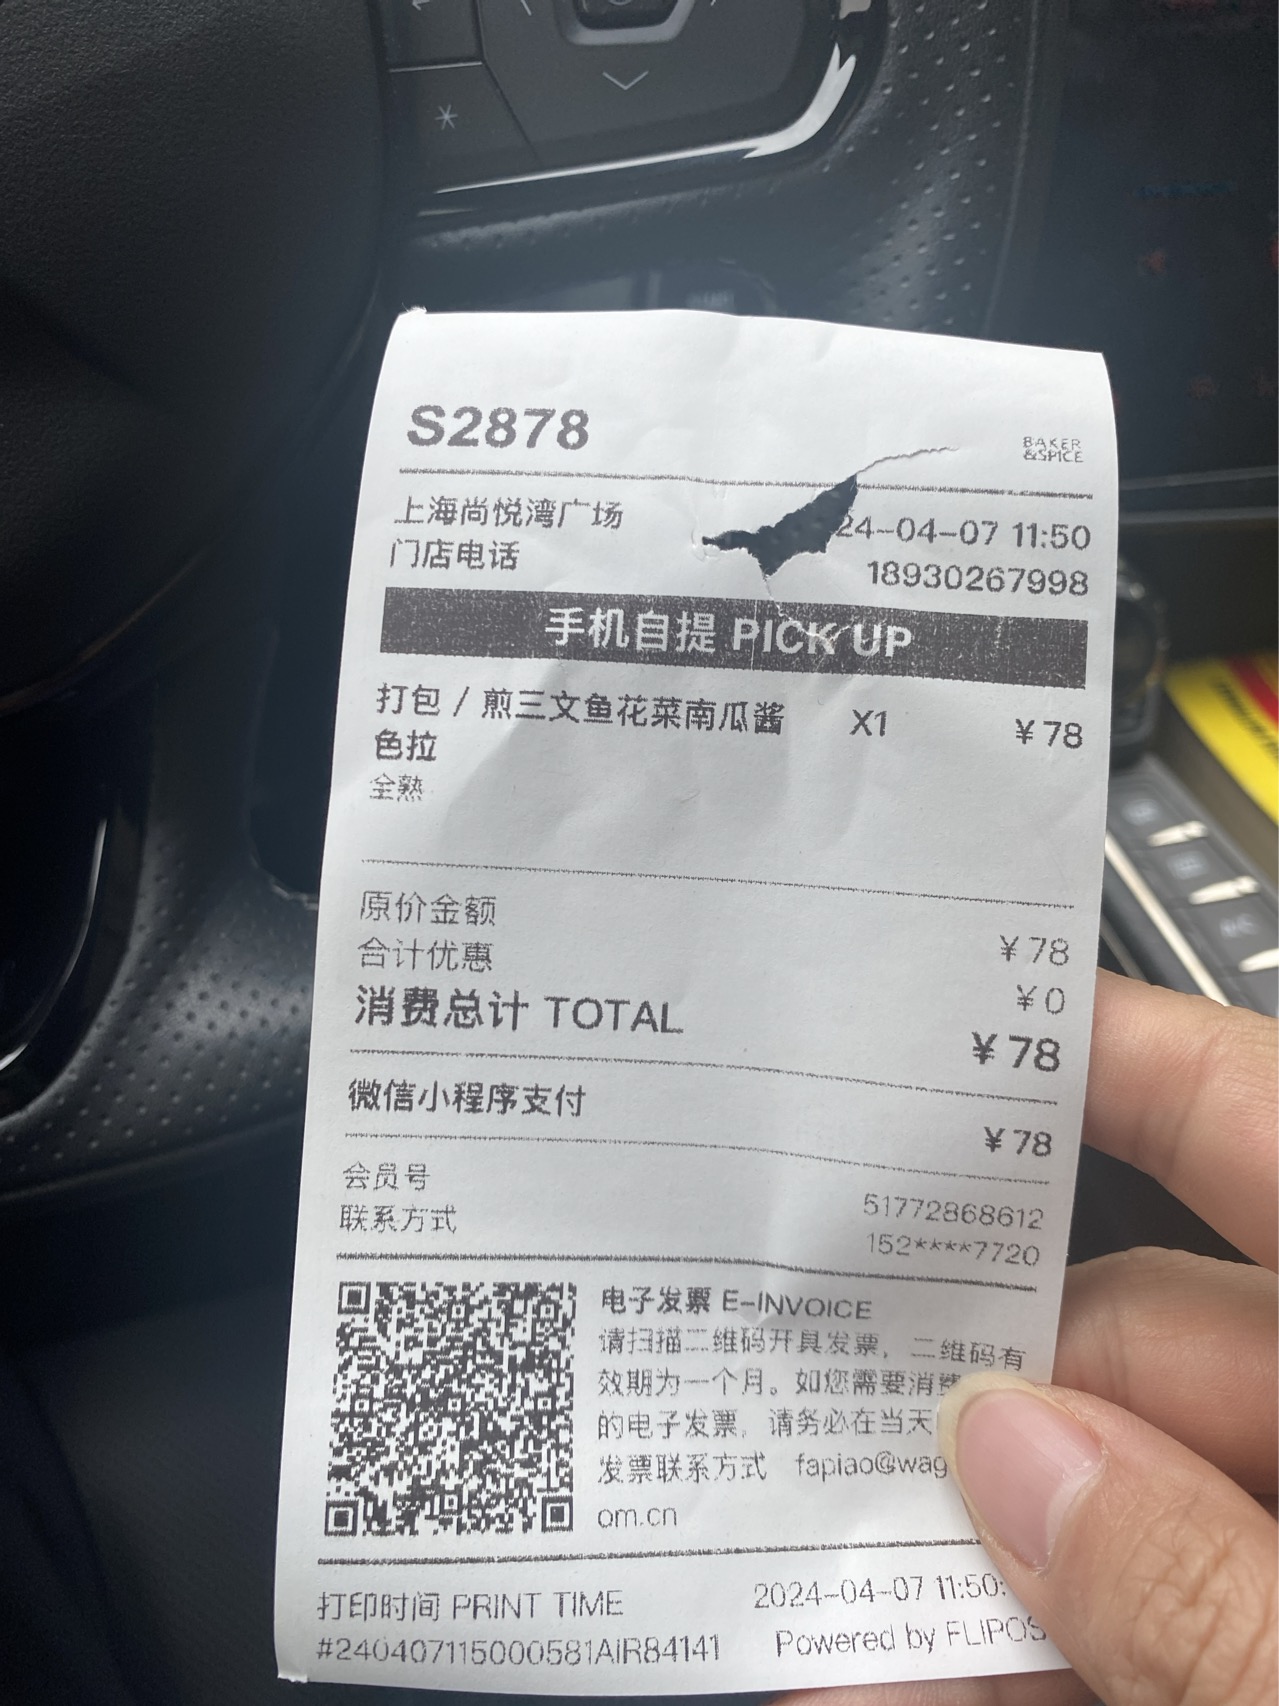 S2878
BAKER
&SPICE
上海尚悦湾广场 24-04-07 11:50
门店电话 18930267998
手机自提 PICK UP
打包 / 煎三文鱼花菜南瓜酱 X1 ¥78
色拉
全熟
原价金额 ¥78
合计优惠 ¥0
消费总计 TOTAL ¥78
微信小程序支付 ¥78
会员号 51772868612
联系方式 152****7720
电子发票 E-INVOICE
请扫描二维码开具发票，二维码有
效期为一个月。如您需要消费
的电子发票，请务必在当天
发票联系方式 fapiao@wag
om.cn
打印时间 PRINT TIME 2024-04-07 11:50:
#240407115000581AIR84141 Powered by FLIPOS